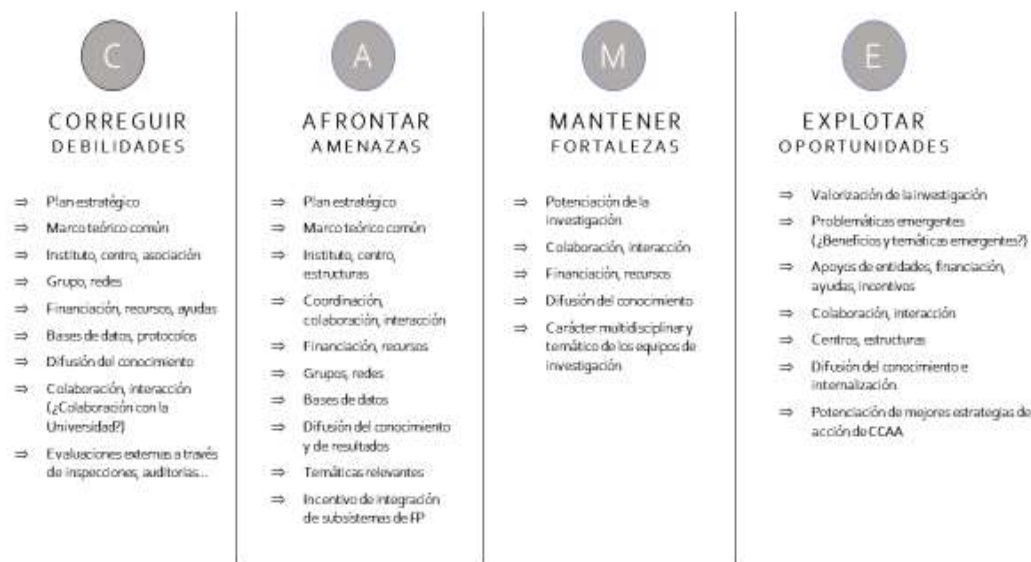 C
CORREGUIR
DEBILIDADES
⇒ Plan estratégico
⇒ Marco teórico común
⇒ Instituto, centro, asociación
⇒ Grupo, redes
⇒ Financiación, recursos, ayudas
⇒ Bases de datos, protocolos
⇒ Difusión del conocimiento
⇒ Colaboración, interacción
(¿Colaboración con la
Universidad?)
⇒ Evaluaciones externas a través
de inspecciones, auditorías...
A
AFRONTAR
AMENAZAS
⇒ Plan estratégico
⇒ Marco teórico común
⇒ Instituto, centro,
estructuras
⇒ Coordinación,
colaboración, interacción
⇒ Financiación, recursos
⇒ Grupos, redes
⇒ Bases de datos
⇒ Difusión del conocimiento
y de resultados
⇒ Temáticas relevantes
⇒ Incentivo de integración
de subsistemas de FP
M
MANTENER
FORTALEZAS
⇒ Potenciación de la
investigación
⇒ Colaboración, interacción
⇒ Financiación, recursos
⇒ Difusión del conocimiento
⇒ Carácter multidisciplinar y
temático de los equipos de
investigación
E
EXPLOTAR
OPORTUNIDADES
⇒ Valorización de la investigación
⇒ Problemáticas emergentes
(¿Beneficios y temáticas emergentes?)
⇒ Apoyos de entidades, financiación,
ayudas, incentivos
⇒ Colaboración, interacción
⇒ Centros, estructuras
⇒ Difusión del conocimiento e
internalización
⇒ Potenciación de mejores estrategias de
acción de CCAA